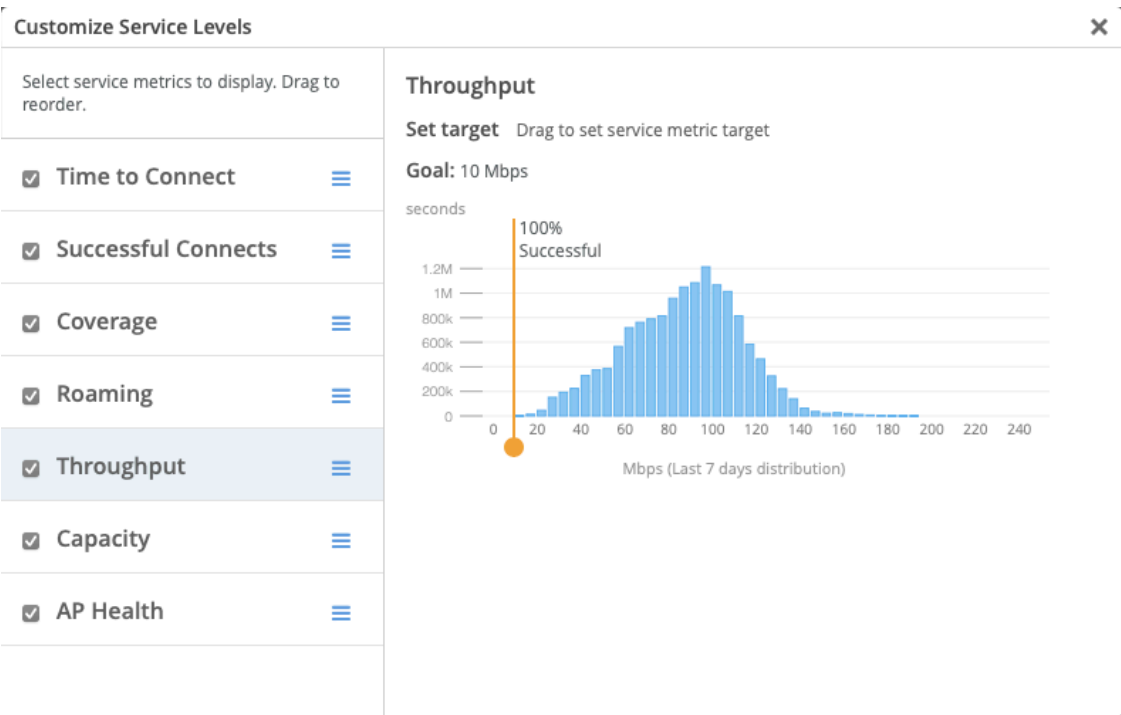 Customize Service Levels
Select service metrics to display. Drag to
reorder.
Time to Connect
Successful Connects
Coverage
Roaming
Throughput
Capacity
AP Health
Throughput
Set target Drag to set service metric target
Goal: 10 Mbps
seconds
100%
Successful
1.2M
1M
800k
600k
400k
200k
0
0 20 40 60 80 100 120 140 160 180 200 220 240
Mbps (Last 7 days distribution)